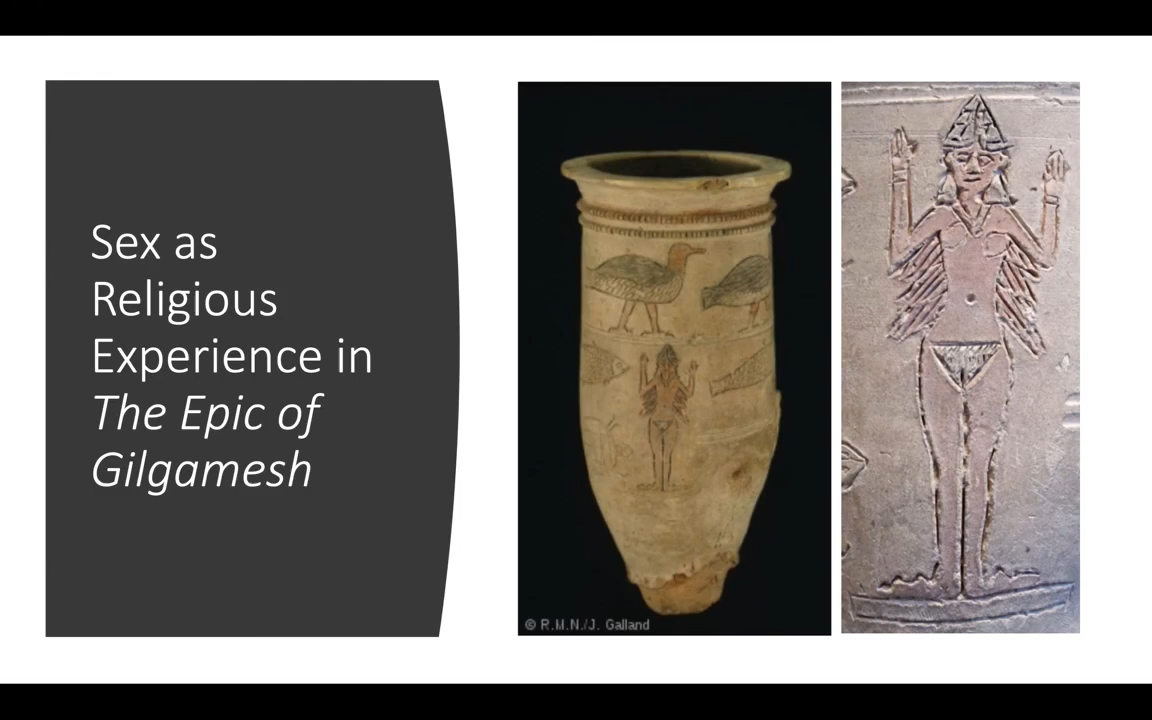 Sex as
Religious
Experience in
The Epic of
Gilgamesh
© R.M.N./J. Galland